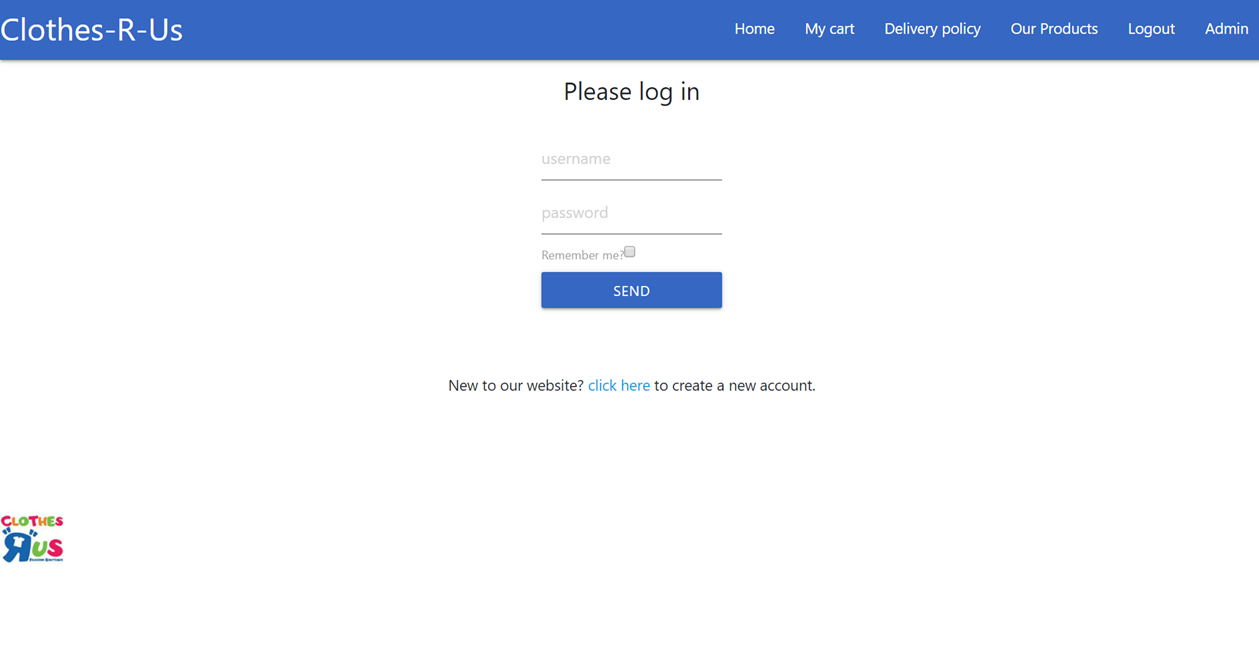 Clothes-R-Us
Home My cart Delivery policy Our Products Logout Admin
Please log in
username
password
Remember me?
SEND
New to our website? click here to create a new account.
CLOTHES
R US